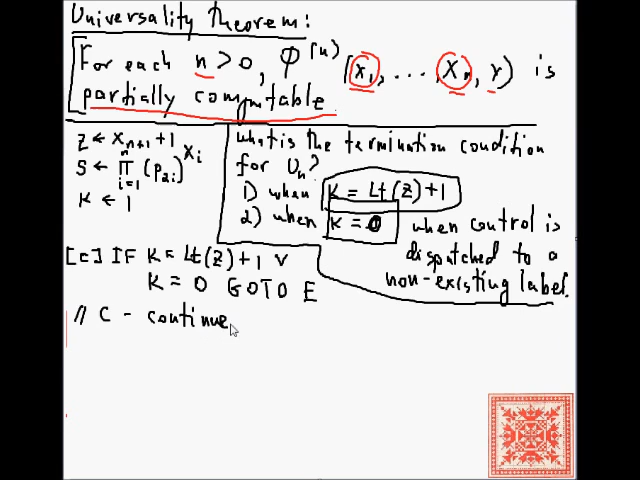 Universality Theorem:
For each n > 0, φ⁽ⁿ⁾ (x₁, ..., xₙ, y) is
partially computable.
Z ← Xₙ₊₁ + 1
S ← ∏ᵢ₌₁ⁿ (p₂ᵢ)^Xᵢ
K ← 1
What is the termination condition
for Uₙ?
1) when K = Lt(Z) + 1
2) when K = 0
when control is
dispatched to a
non-existing label.
[C] IF K = Lt(Z) + 1 ∨
K = 0 GOTO E
// C - continue